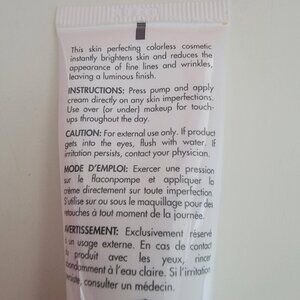 This skin perfecting colorless cosmetic
instantly brightens skin and reduces the
appearance of fine lines and wrinkles,
leaving a luminous finish.
INSTRUCTIONS: Press pump and apply
cream directly on any skin imperfections.
Use over (or under) makeup for touch-
ups throughout the day.
CAUTION: For external use only. If product
gets into the eyes, flush with water. If
irritation persists, contact your physician.
MODE D'EMPLOI: Exercer une pression
sur le flaconpompe et appliquer la
crème directement sur toute imperfection.
S'utilise sur ou sous le maquillage pour des
retouches à tout moment de la journée.
AVERTISSEMENT: Exclusivement réservé
à un usage externe. En cas de contact
du produit avec les yeux, rincer
abondamment à l'eau claire. Si l'irritation
persiste, consulter un médecin.